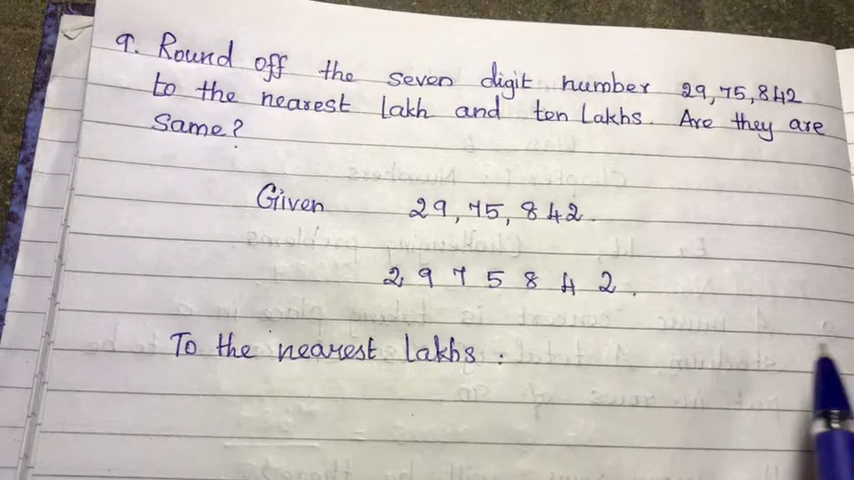 9. Round off the seven digit number 29,75,842
to the nearest lakh and ten Lakhs. Are they are
same?
Given 29,75,842.
2 9 7 5 8 4 2.
To the nearest Lakhs :